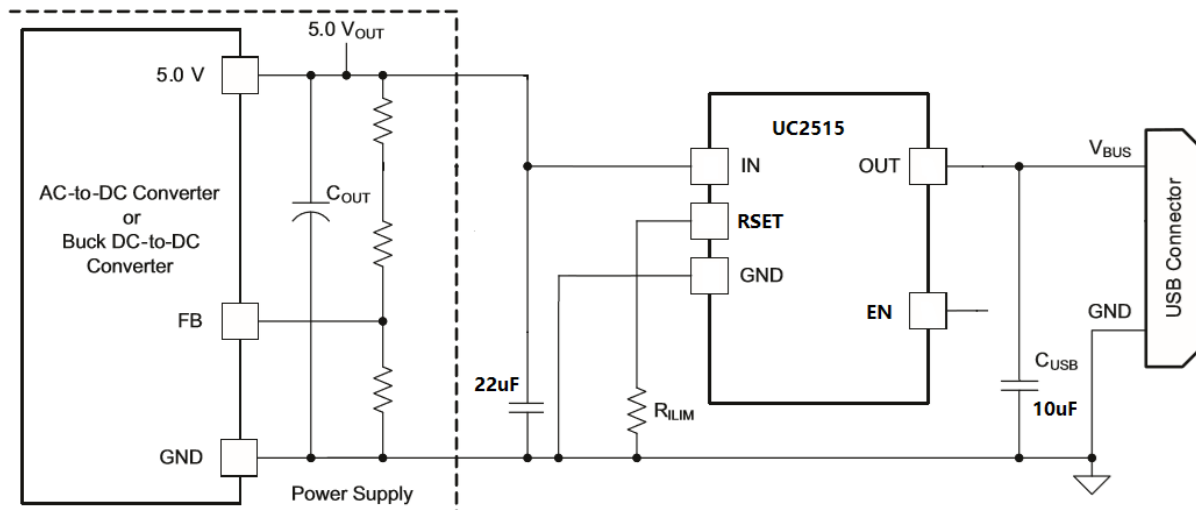 5.0 VOUT
5.0 V
UC2515
IN
OUT
VBUS
AC-to-DC Converter
or
Buck DC-to-DC
Converter
COUT
RSET
GND
USB Connector
FB
EN
GND
22uF
RILIM
CUSB
10uF
GND
Power Supply